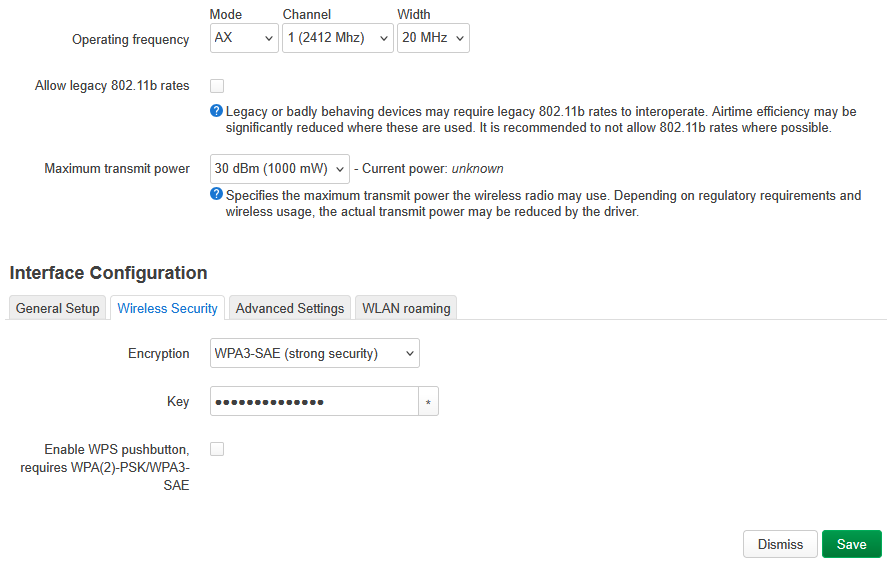 Mode Channel Width
Operating frequency AX 1 (2412 Mhz) 20 MHz
Allow legacy 802.11b rates
Legacy or badly behaving devices may require legacy 802.11b rates to interoperate. Airtime efficiency may be
significantly reduced where these are used. It is recommended to not allow 802.11b rates where possible.
Maximum transmit power 30 dBm (1000 mW) - Current power: unknown
Specifies the maximum transmit power the wireless radio may use. Depending on regulatory requirements and
wireless usage, the actual transmit power may be reduced by the driver.
Interface Configuration
General Setup Wireless Security Advanced Settings WLAN roaming
Encryption WPA3-SAE (strong security)
Key •••••••••••••• *
Enable WPS pushbutton,
requires WPA(2)-PSK/WPA3-
SAE
Dismiss Save